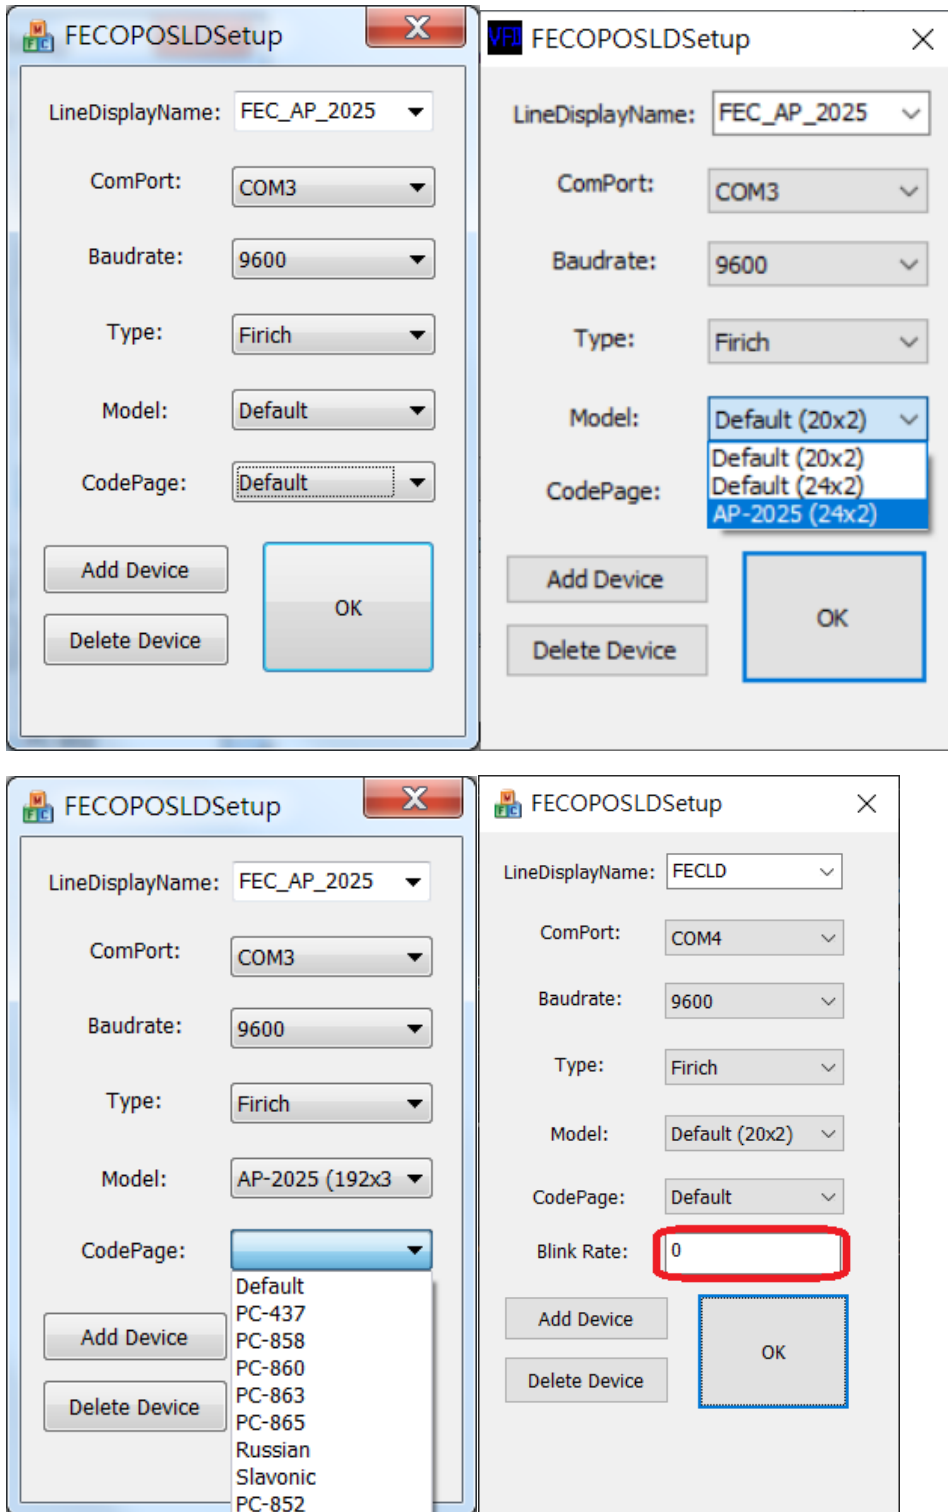 FECOPOSLDSetup
LineDisplayName: FEC_AP_2025
ComPort: COM3
Baudrate: 9600
Type: Firich
Model: Default
CodePage: Default
Add Device
OK
Delete Device
VFD FECOPOSLDSetup
LineDisplayName: FEC_AP_2025
ComPort: COM3
Baudrate: 9600
Type: Firich
Model: Default (20x2)
Default (20x2)
Default (24x2)
AP-2025 (24x2)
CodePage:
Add Device
OK
Delete Device
FECOPOSLDSetup
LineDisplayName: FEC_AP_2025
ComPort: COM3
Baudrate: 9600
Type: Firich
Model: AP-2025 (192x3
CodePage:
Default
PC-437
PC-858
PC-860
PC-863
PC-865
Russian
Slavonic
PC-852
Add Device
Delete Device
FECOPOSLDSetup
LineDisplayName: FECLD
ComPort: COM4
Baudrate: 9600
Type: Firich
Model: Default (20x2)
CodePage: Default
Blink Rate: 0
Add Device
OK
Delete Device